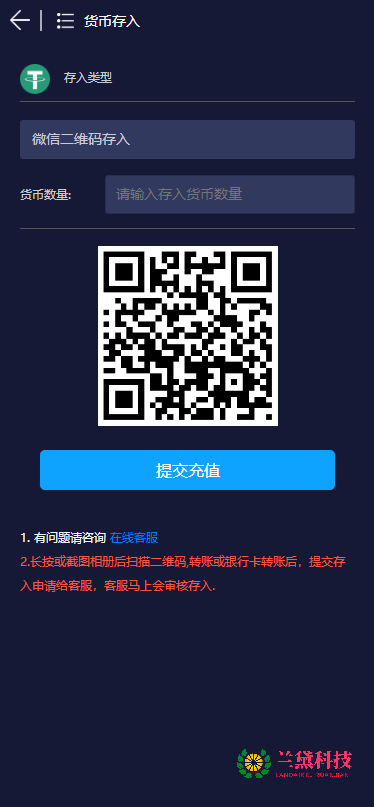 货币存入
存入类型
微信二维码存入
货币数量:
请输入存入货币数量
提交充值
1. 有问题请咨询 在线客服
2.长按或截图相册后扫描二维码,转账或银行卡转账后，提交存
入申请给客服，客服马上会审核存入.
兰黛科技